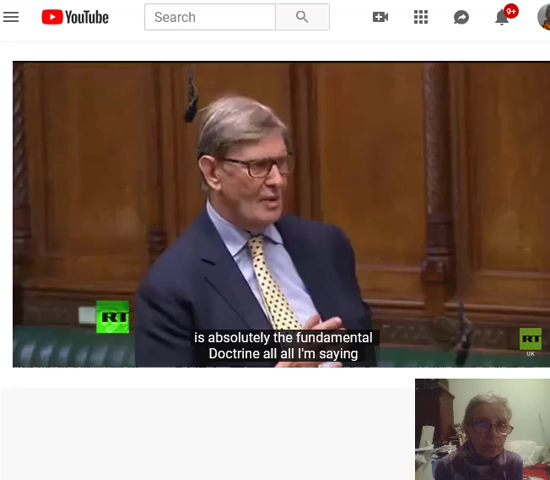 YouTube
Search
9+
RT
is absolutely the fundamental
Doctrine all all I'm saying
RT
UK